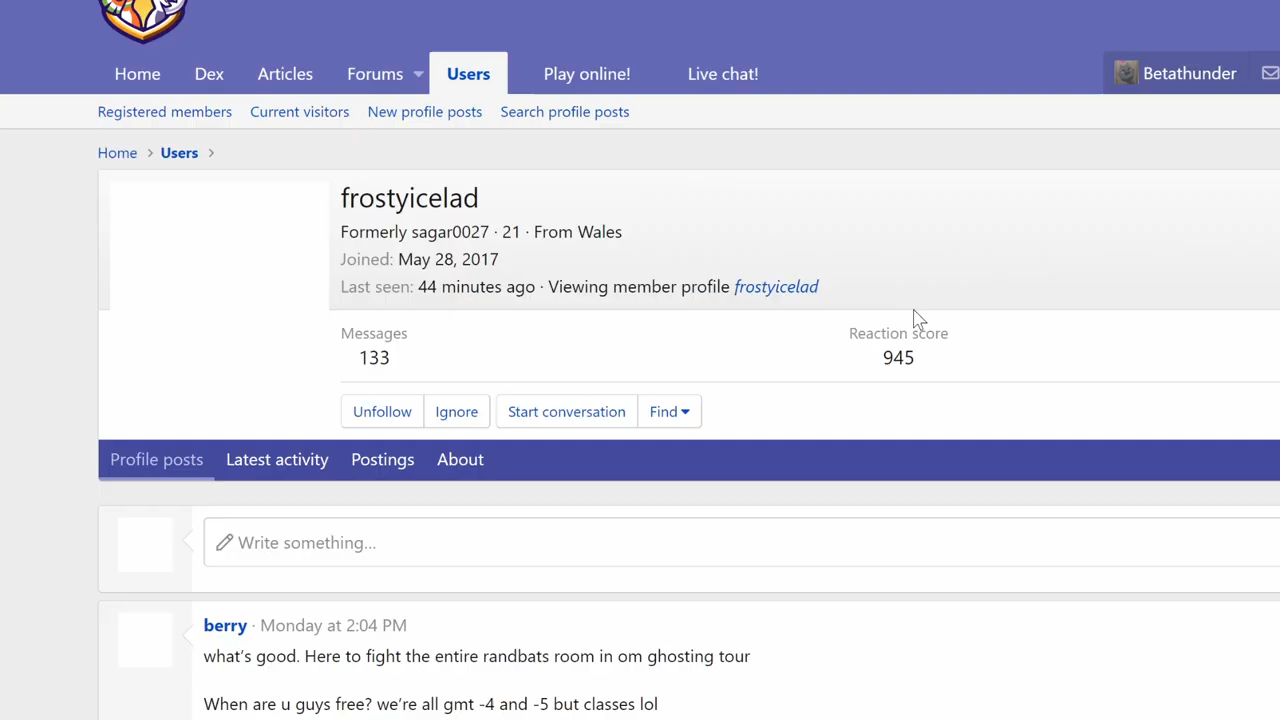 Home Dex Articles Forums Users Play online! Live chat! Betathunder
Registered members Current visitors New profile posts Search profile posts
Home > Users >
frostyicelad
Formerly sagar0027 · 21 · From Wales
Joined: May 28, 2017
Last seen: 44 minutes ago · Viewing member profile frostyicelad
Messages Reaction score
133 945
Unfollow Ignore Start conversation Find
Profile posts Latest activity Postings About
Write something...
berry · Monday at 2:04 PM
what's good. Here to fight the entire randbats room in om ghosting tour
When are u guys free? we're all gmt -4 and -5 but classes lol